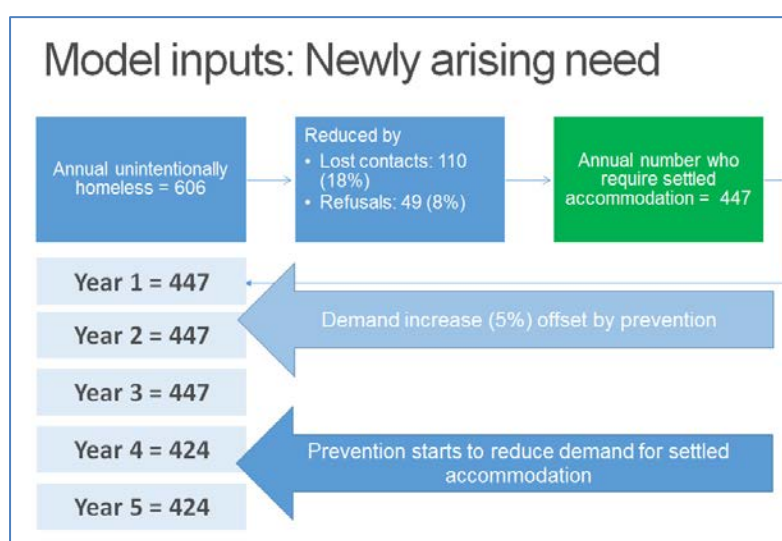 Model inputs: Newly arising need
Annual unintentionally
homeless = 606
Reduced by
• Lost contacts: 110
(18%)
• Refusals: 49 (8%)
Annual number who
require settled
accommodation = 447
Year 1 = 447
Year 2 = 447
Year 3 = 447
Year 4 = 424
Year 5 = 424
Demand increase (5%) offset by prevention
Prevention starts to reduce demand for settled
accommodation